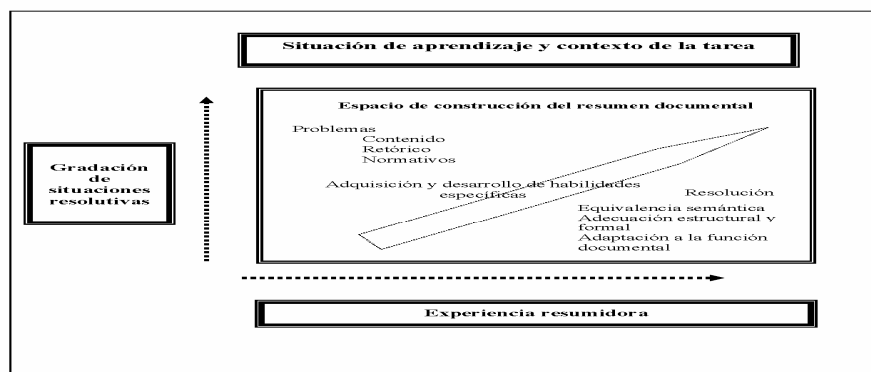 Situación de aprendizaje y contexto de la tarea
Espacio de construcción del resumen documental
Problemas
Contenido
Retórico
Normativos
Gradación
de
situaciones
resolutivas
Adquisición y desarrollo de habilidades
específicas
Resolución
Equivalencia semántica
Adecuación estructural y
formal
Adaptación a la función
documental
Experiencia resumidora